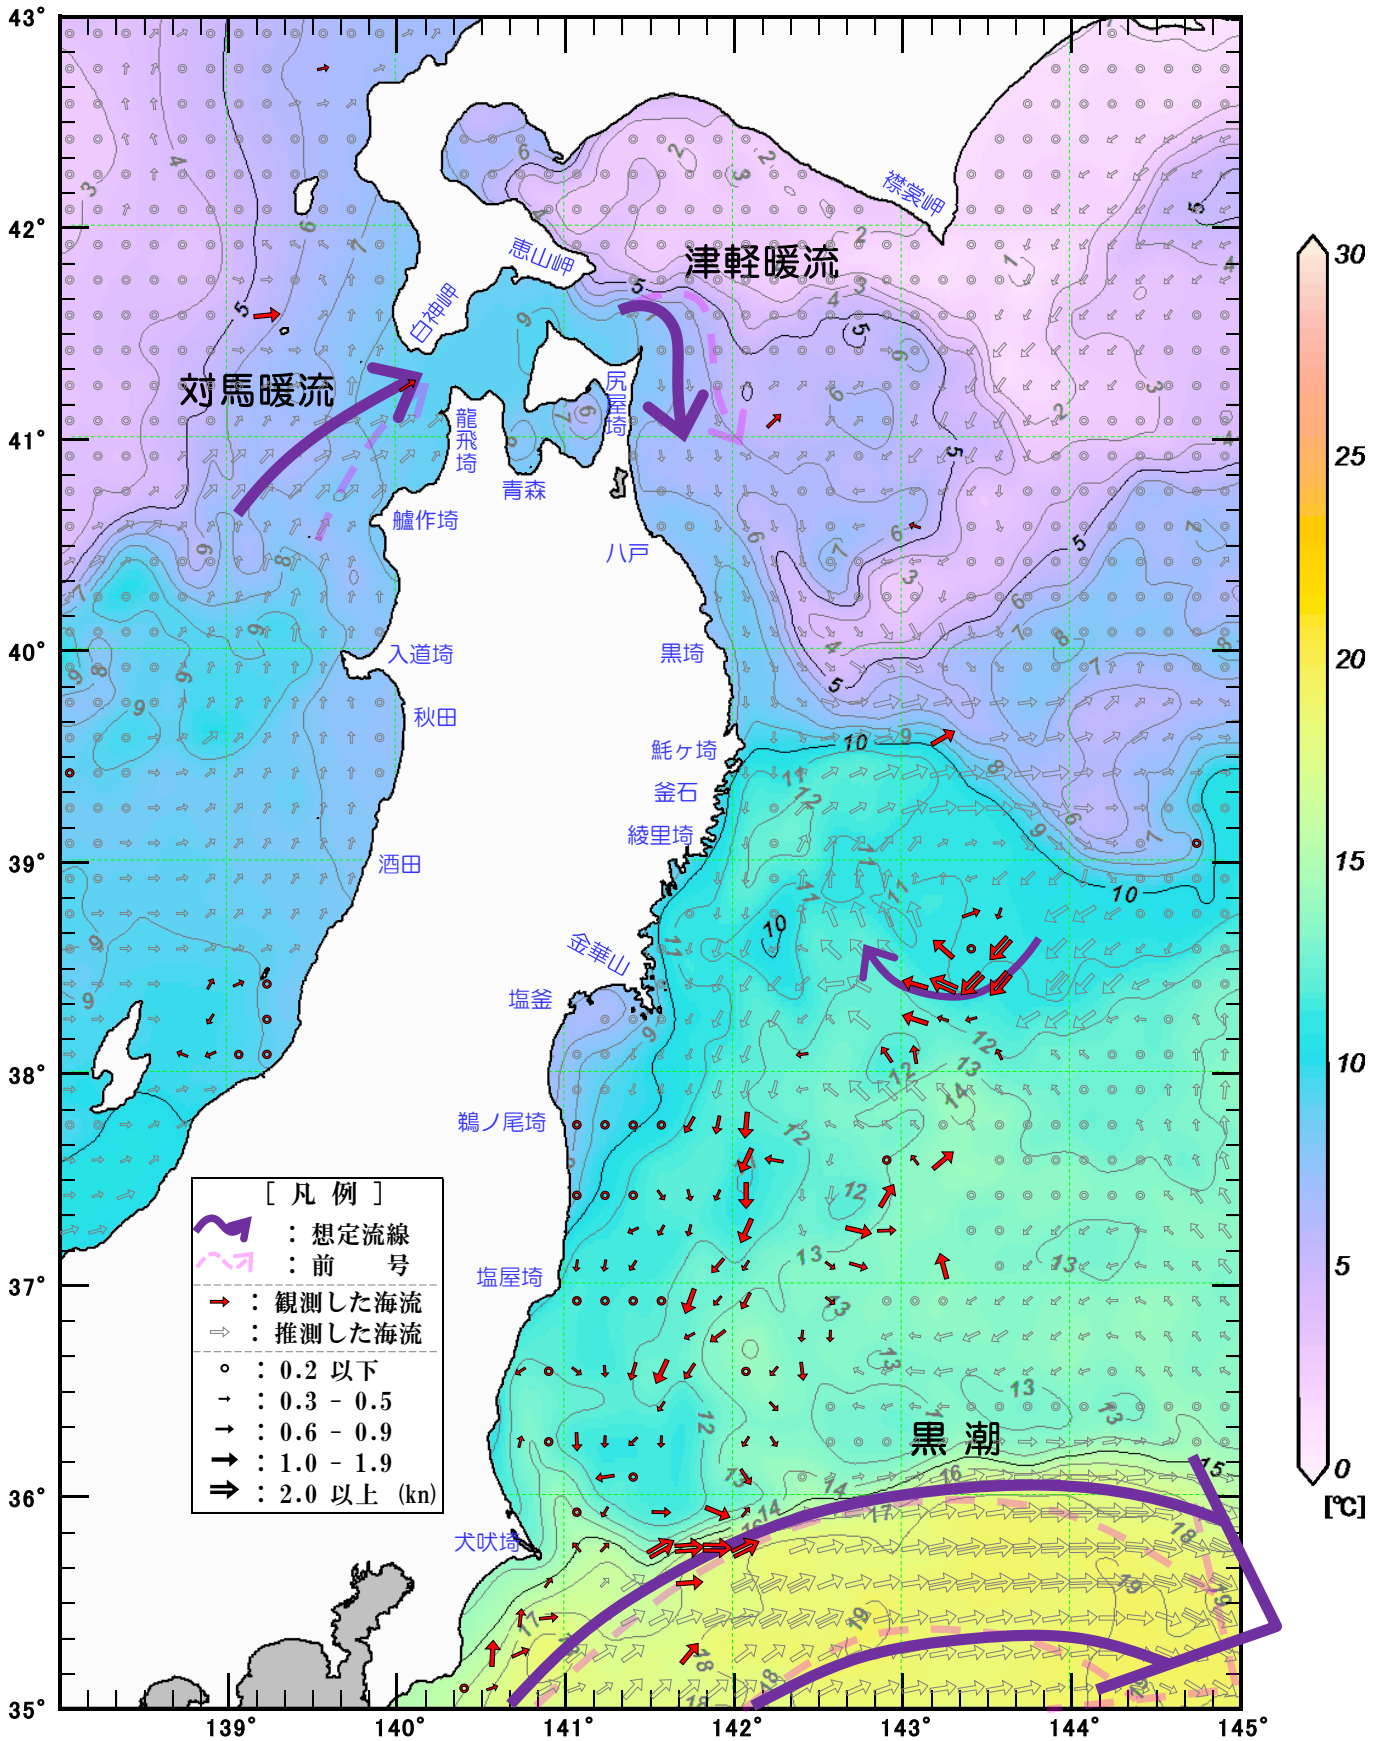 43°
42°
41°
40°
39°
38°
37°
36°
35°
139°
140°
141°
142°
143°
144°
145°
襟裳岬
恵山岬
津軽暖流
白神岬
対馬暖流
尻屋埼
龍飛埼
青森
艫作埼
八戸
入道埼
黒埼
秋田
魹ヶ埼
釜石
綾里埼
酒田
金華山
塩釜
鵜ノ尾埼
塩屋埼
黒潮
犬吠埼
[ 凡 例 ]
: 想定流線
: 前 号
: 観測した海流
: 推測した海流
: 0.2 以下
: 0.3 - 0.5
: 0.6 - 0.9
: 1.0 - 1.9
: 2.0 以上 (kn)
30
25
20
15
10
5
0
[℃]